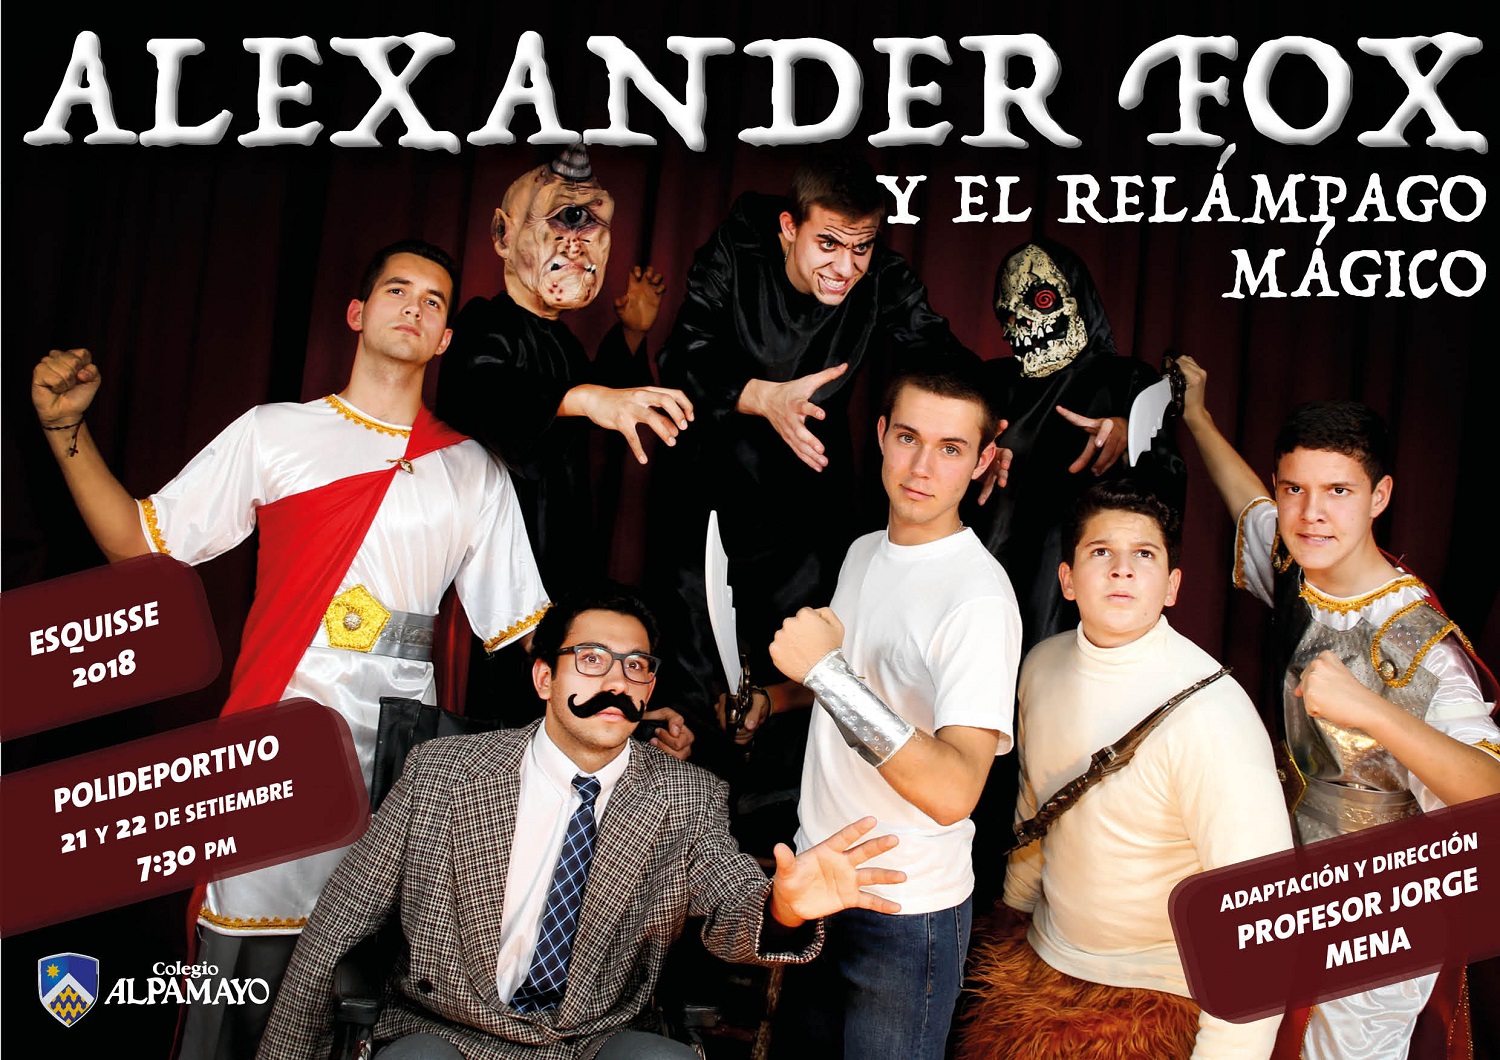 ALEXANDER FOX
Y EL RELÁMPAGO
MÁGICO
ESQUISSE
2018
POLIDEPORTIVO
21 Y 22 DE SETIEMBRE
7:30 PM
ADAPTACIÓN Y DIRECCIÓN
PROFESOR JORGE
MENA
Colegio
ALPAMAYO